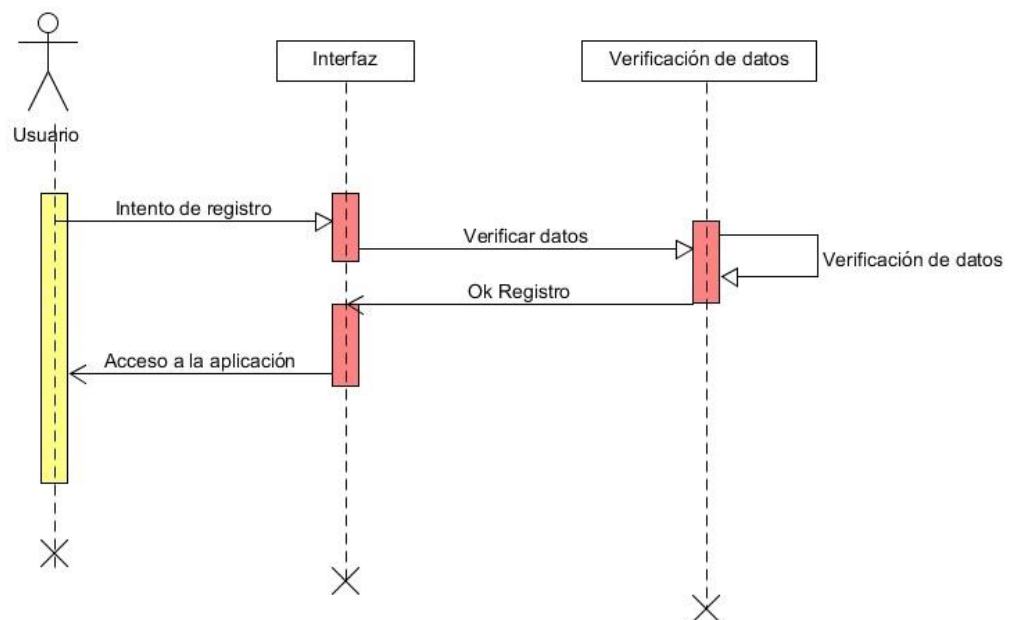 Interfaz
Verificación de datos
Usuario
Intento de registro
Verificar datos
Verificación de datos
Ok Registro
Acceso a la aplicación